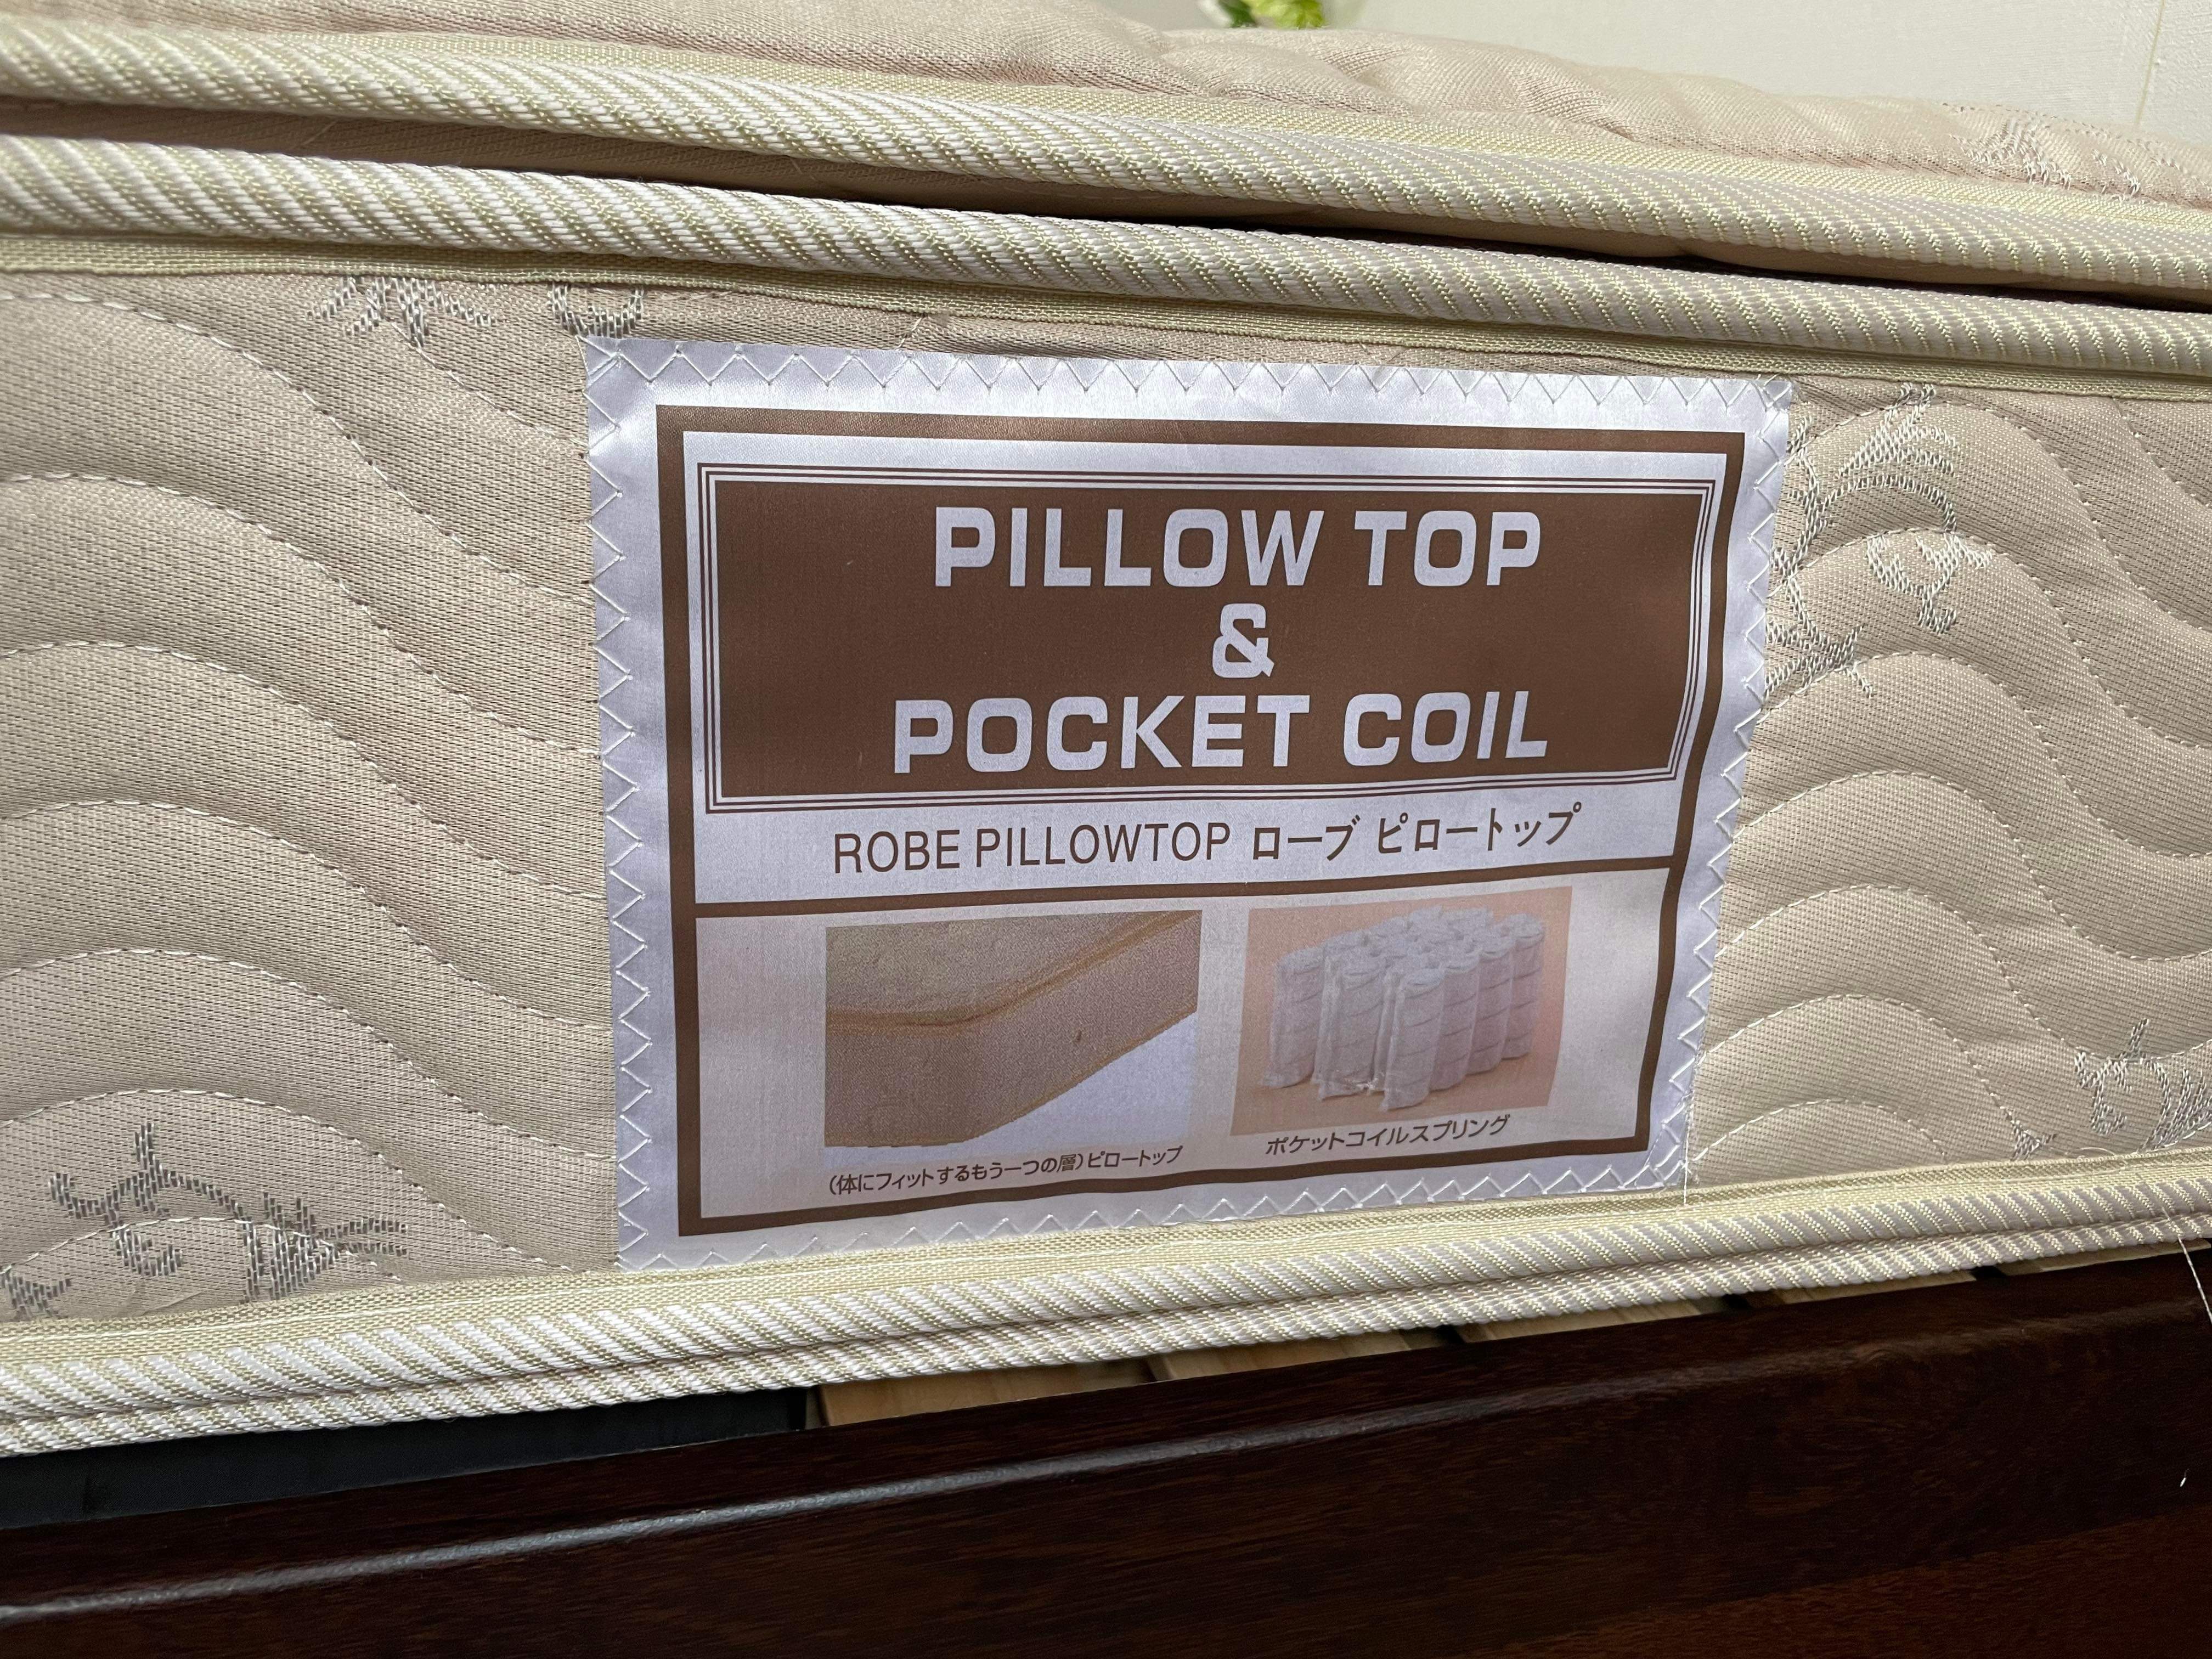 PILLOW TOP
&
POCKET COIL
ROBE PILLOWTOP ローブ ピロートップ
(体にフィットするもう一つの層)ピロートップ
ポケットコイルスプリング